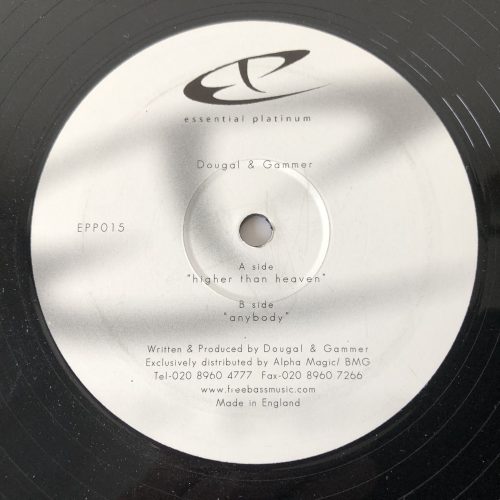 essential platinum
Dougal & Gammer
EPP015
A side
"higher than heaven"
B side
"anybody"
Written & Produced by Dougal & Gammer
Exclusively distributed by Alpha Magic/ BMG
Tel-020 8960 4777 Fax-020 8960 7266
www.freebassmusic.com
Made in England